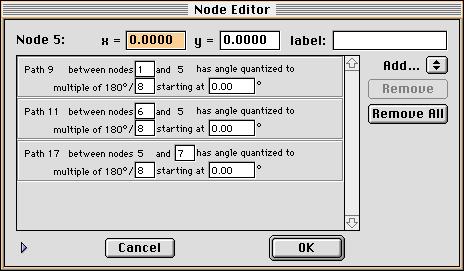 Node Editor
Node 5: x = 0.0000 y = 0.0000 label:
Path 9 between nodes 1 and 5 has angle quantized to
multiple of 180°/ 8 starting at 0.00 °
Path 11 between nodes 6 and 5 has angle quantized to
multiple of 180°/ 8 starting at 0.00 °
Path 17 between nodes 5 and 7 has angle quantized to
multiple of 180°/ 8 starting at 0.00 °
Add...
Remove
Remove All
Cancel OK